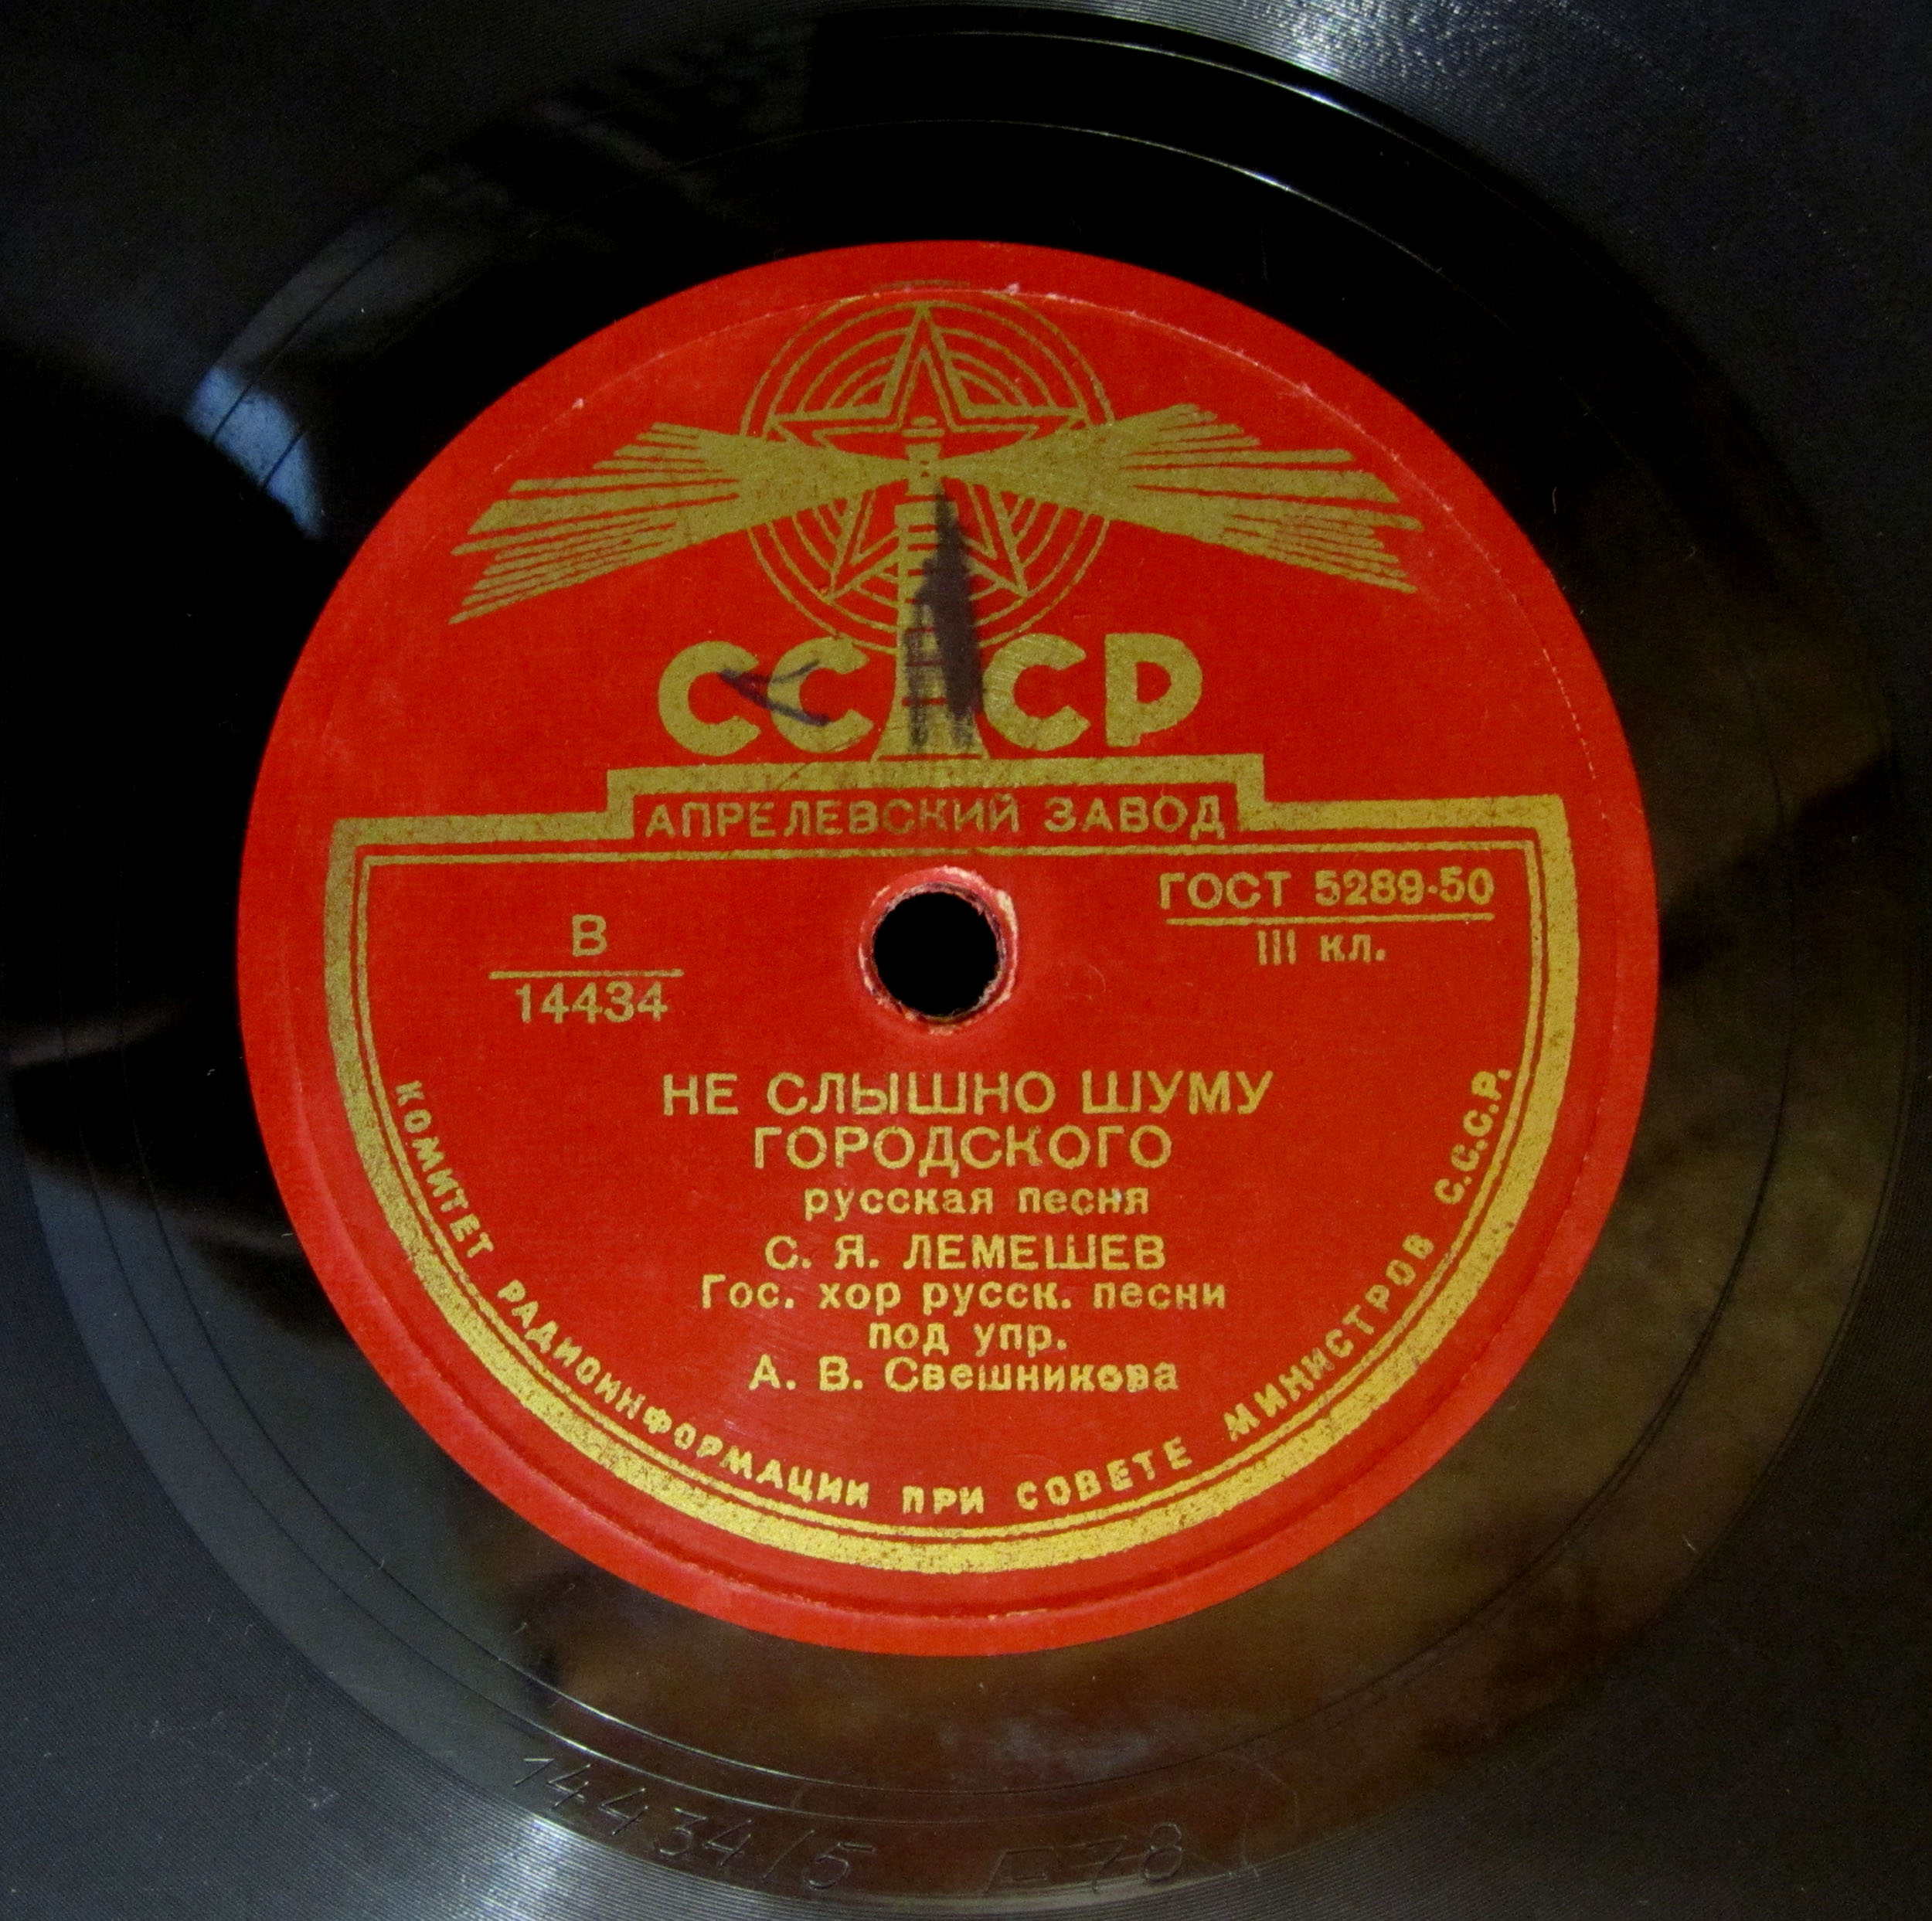 СССР
АПРЕЛЕВСКИЙ ЗАВОД
ГОСТ 5289-50
III кл.
В
14434
НЕ СЛЫШНО ШУМУ
ГОРОДСКОГО
русская песня
С. Я. ЛЕМЕШЕВ
Гос. хор русск. песни
под упр.
А. В. Свешникова
КОМИТЕТ РАДИОИНФОРМАЦИИ ПРИ СОВЕТЕ МИНИСТРОВ С.С.С.Р.
14434/5